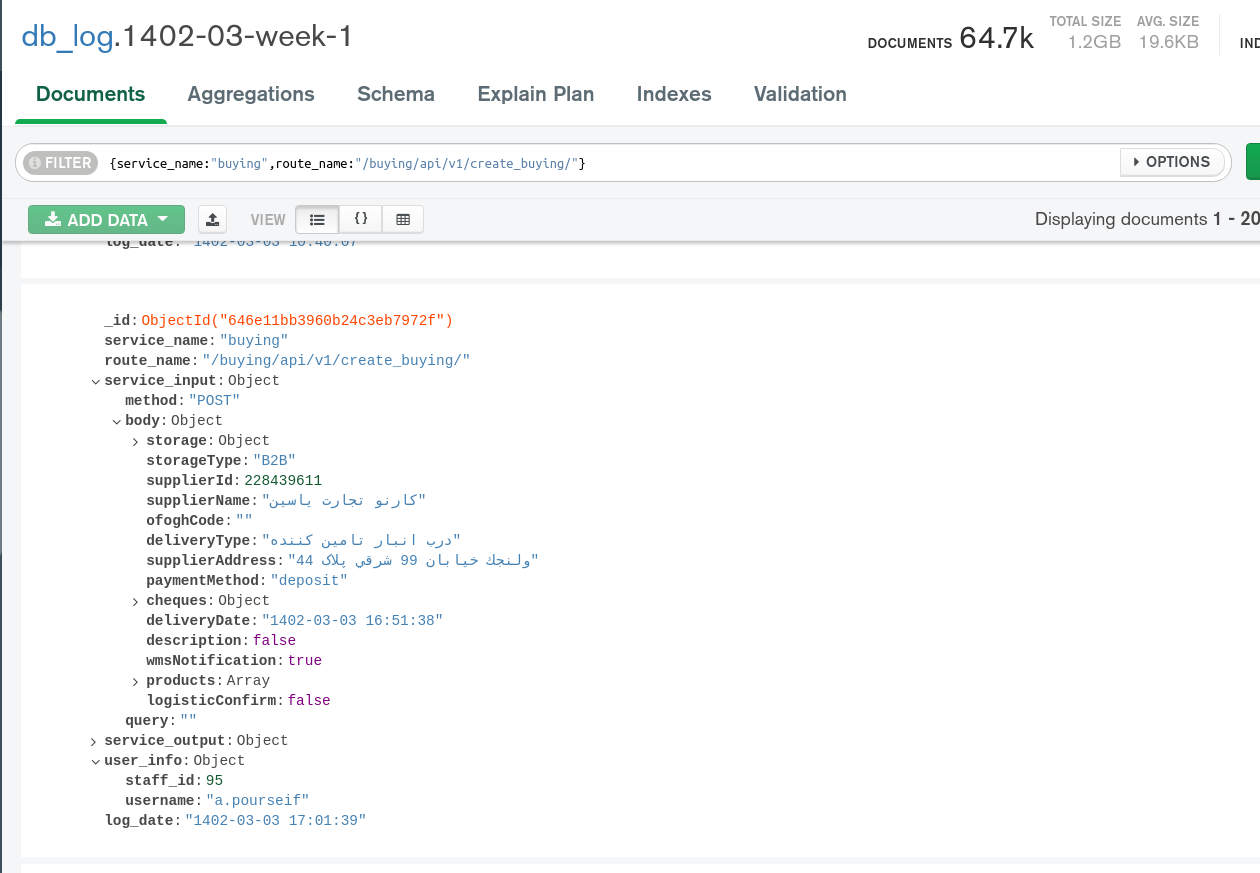 db_log.1402-03-week-1
DOCUMENTS 64.7k TOTAL SIZE 1.2GB AVG. SIZE 19.6KB
Documents Aggregations Schema Explain Plan Indexes Validation
FILTER {service_name:"buying",route_name:"/buying/api/v1/create_buying/"} OPTIONS
ADD DATA VIEW { } Displaying documents 1 - 20
log_date: "1402-03-03 10:40:07"
_id: ObjectId("646e11bb3960b24c3eb7972f")
service_name: "buying"
route_name: "/buying/api/v1/create_buying/"
service_input: Object
method: "POST"
body: Object
storage: Object
storageType: "B2B"
supplierId: 228439611
supplierName: "كارنو تجارت ياسين"
ofoghCode: ""
deliveryType: "درب انبار تامین کننده"
supplierAddress: "ولنجك خيابان 99 شرقي پلاک 44"
paymentMethod: "deposit"
cheques: Object
deliveryDate: "1402-03-03 16:51:38"
description: false
wmsNotification: true
products: Array
logisticConfirm: false
query: ""
service_output: Object
user_info: Object
staff_id: 95
username: "a.pourseif"
log_date: "1402-03-03 17:01:39"